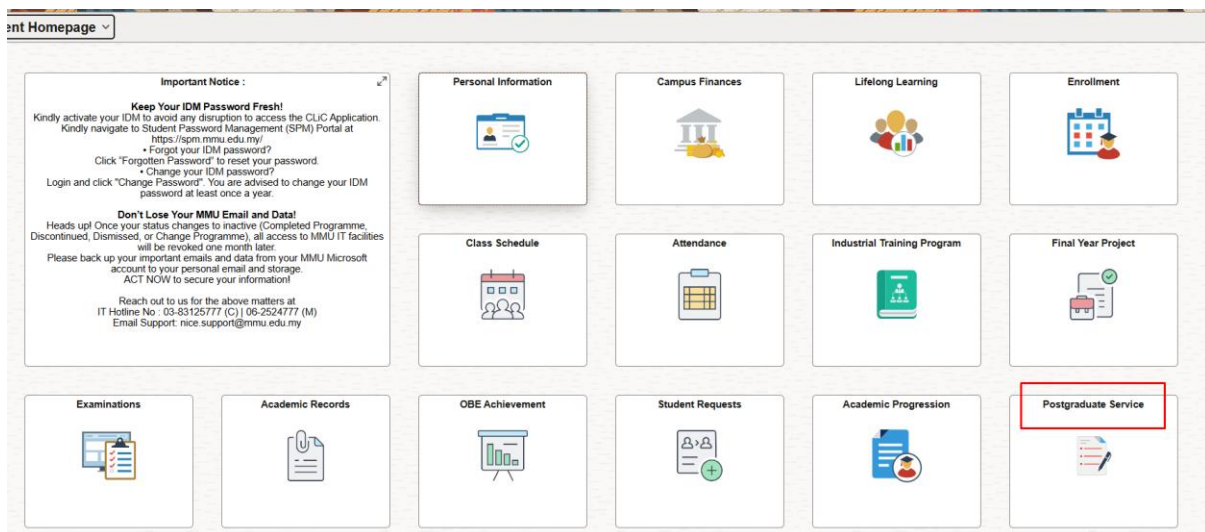 ent Homepage
Important Notice :
Keep Your IDM Password Fresh!
Kindly activate your IDM to avoid any disruption to access the CLiC Application.
Kindly navigate to Student Password Management (SPM) Portal at
https://spm.mmu.edu.my/
• Forgot your IDM password?
Click "Forgotten Password" to reset your password.
• Change your IDM password?
Login and click "Change Password". You are advised to change your IDM
password at least once a year.
Don't Lose Your MMU Email and Data!
Heads up! Once your status changes to inactive (Completed Programme,
Discontinued, Dismissed, or Change Programme), all access to MMU IT facilities
will be revoked one month later.
Please back up your important emails and data from your MMU Microsoft
account to your personal email and storage.
ACT NOW to secure your information!
Reach out to us for the above matters at
IT Hotline No : 03-83125777 (C) | 06-2524777 (M)
Email Support: nice.support@mmu.edu.my
Personal Information
Campus Finances
Lifelong Learning
Enrollment
Class Schedule
Attendance
Industrial Training Program
Final Year Project
Examinations
Academic Records
OBE Achievement
Student Requests
Academic Progression
Postgraduate Service